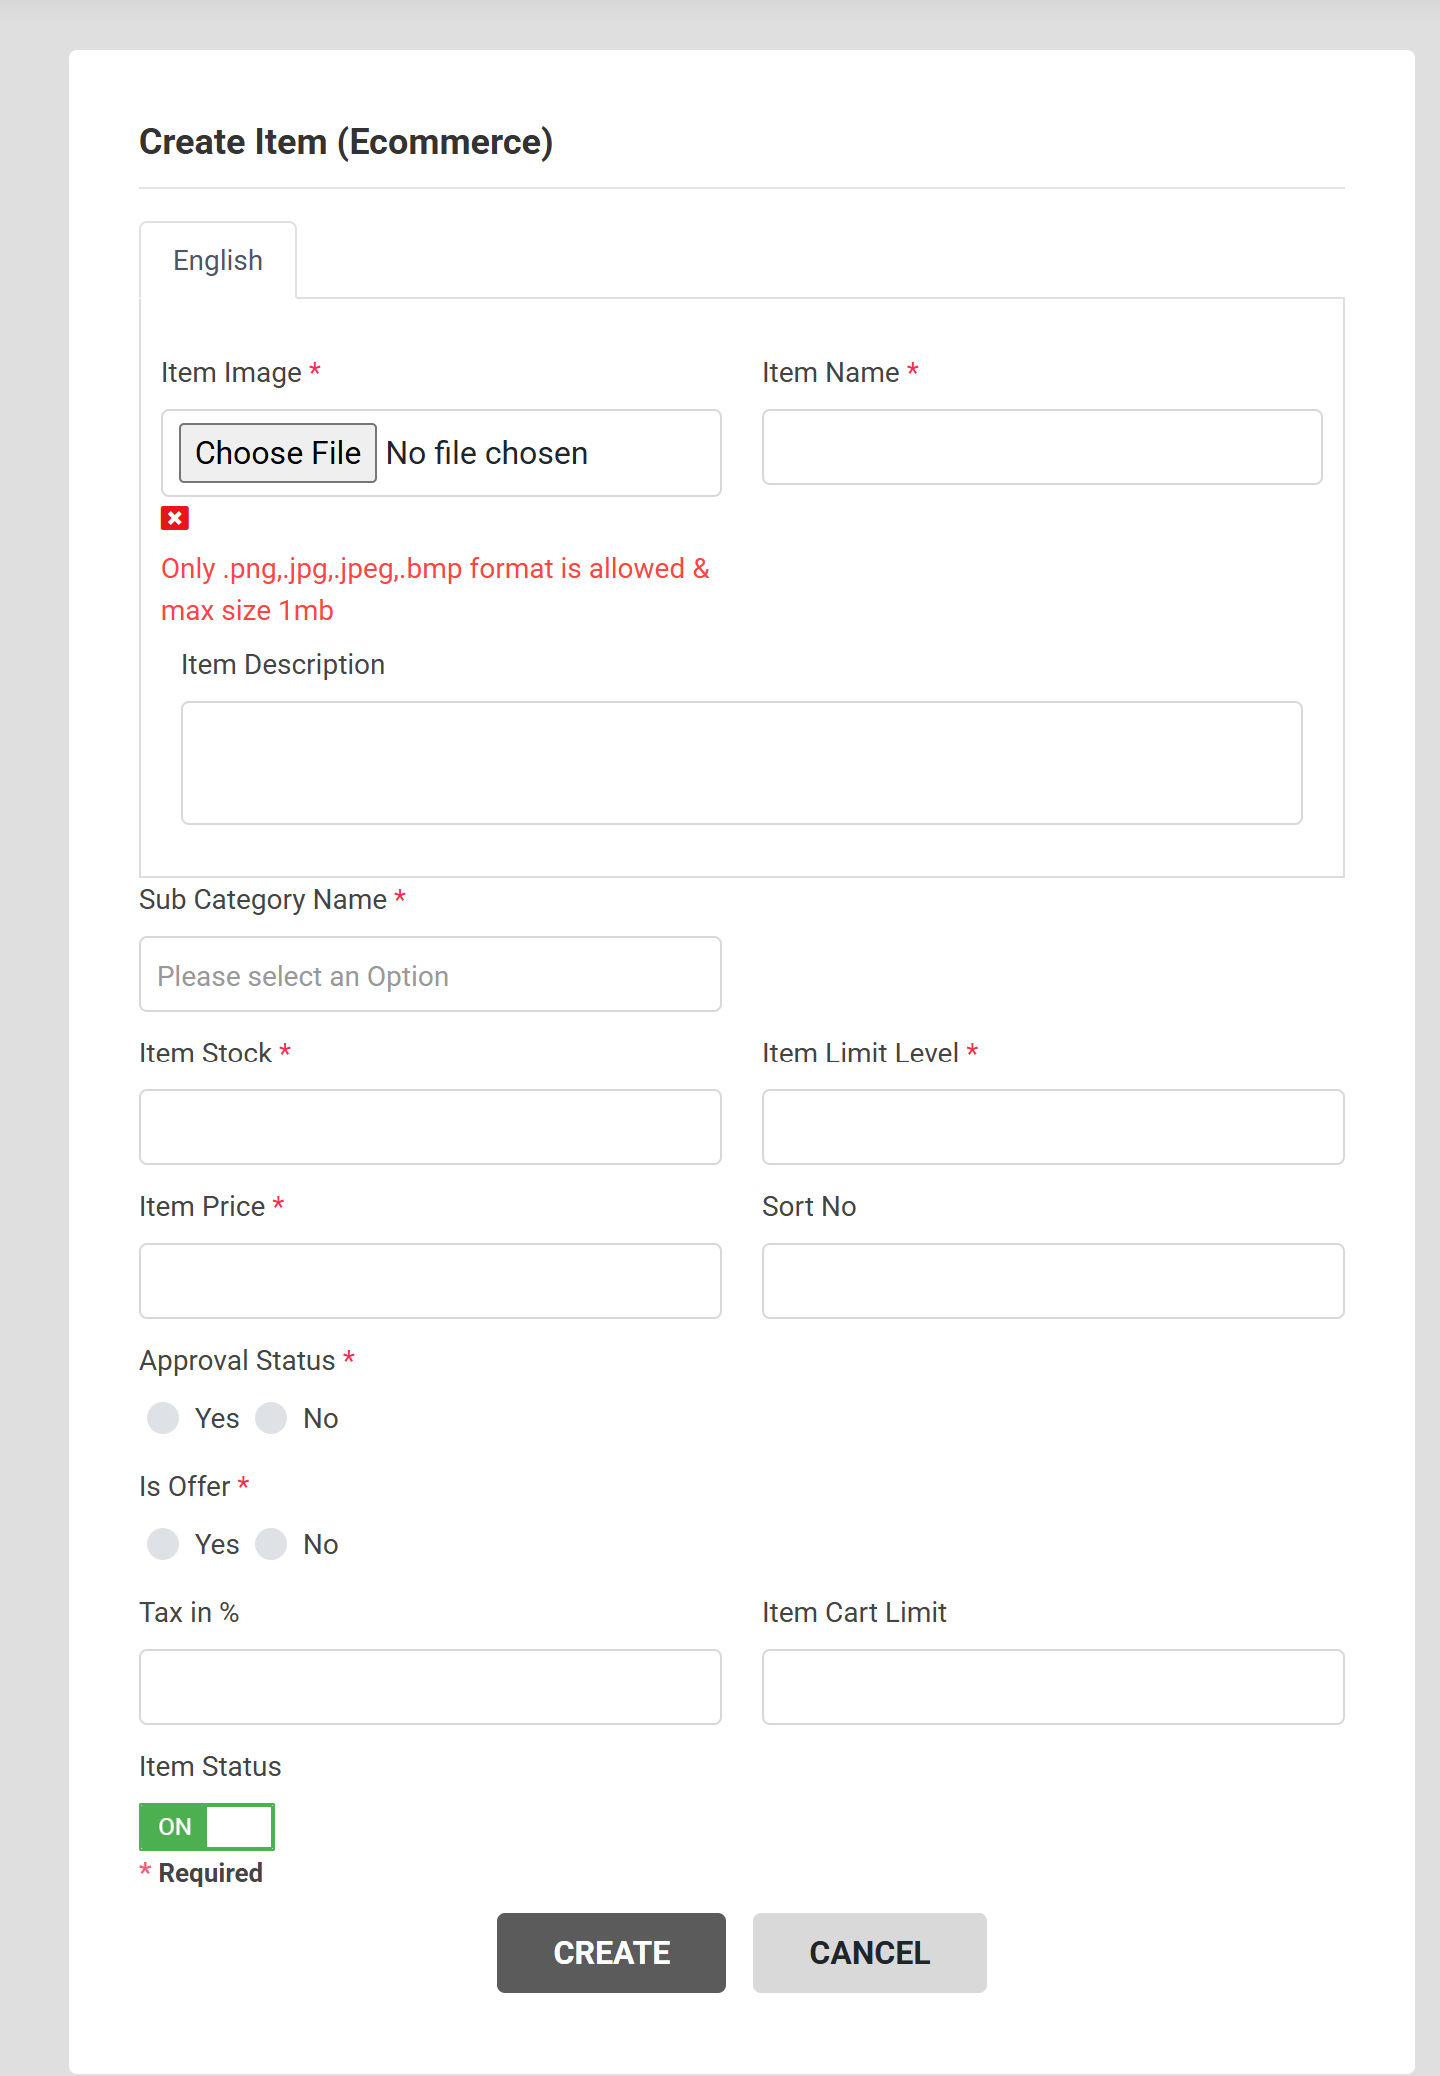 Create Item (Ecommerce)
English
Item Image *
Item Name *
Choose File No file chosen
Only .png,.jpg,.jpeg,.bmp format is allowed &
max size 1mb
Item Description
Sub Category Name *
Please select an Option
Item Stock *
Item Limit Level *
Item Price *
Sort No
Approval Status *
Yes No
Is Offer *
Yes No
Tax in %
Item Cart Limit
Item Status
ON
* Required
CREATE
CANCEL